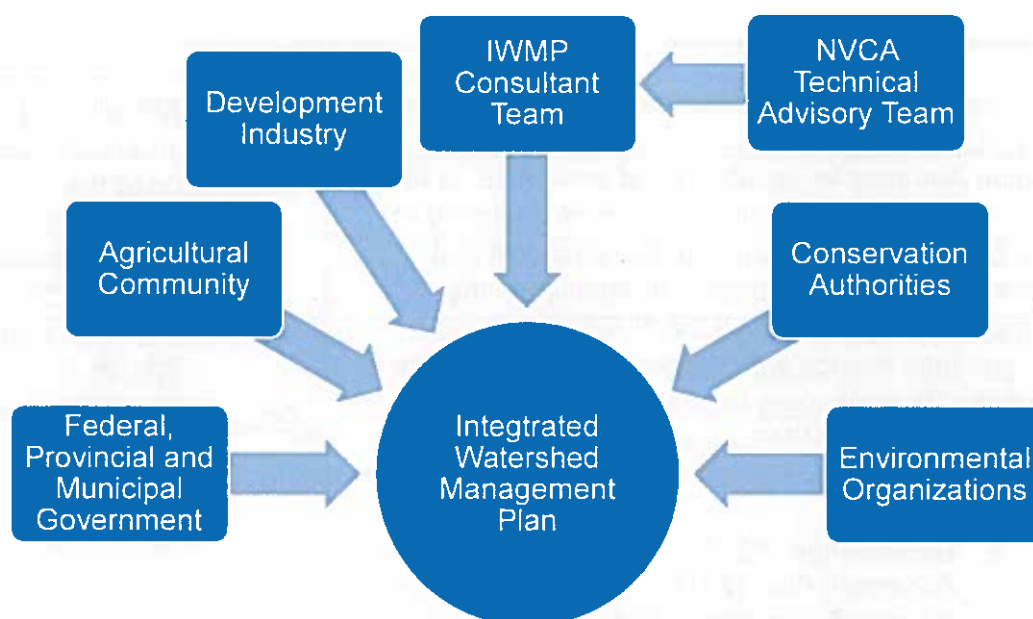 IWMP
Consultant
Team
NVCA
Technical
Advisory Team
Development
Industry
Agricultural
Community
Conservation
Authorities
Federal,
Provincial and
Municipal
Government
Integtrated
Watershed
Management
Plan
Environmental
Organizations